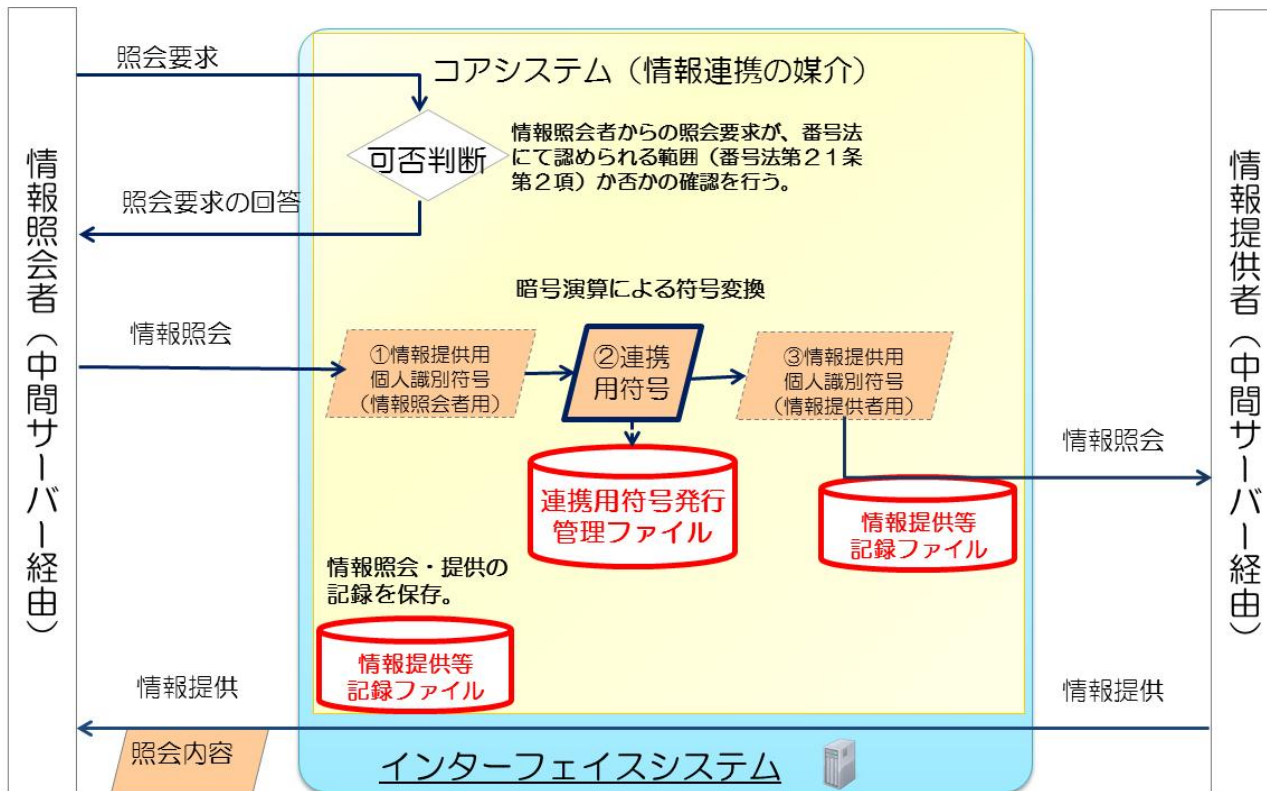 照会要求
コアシステム（情報連携の媒介）
可否判断
情報照会者からの照会要求が、番号法
にて認められる範囲（番号法第２１条
第２項）か否かの確認を行う。
情報照会者（中間サーバー経由）
情報提供者（中間サーバー経由）
照会要求の回答
暗号演算による符号変換
情報照会
①情報提供用
個人識別符号
（情報照会者用）
②連携
用符号
③情報提供用
個人識別符号
（情報提供者用）
情報照会
連携用符号発行
管理ファイル
情報提供等
記録ファイル
情報照会・提供の
記録を保存。
情報提供等
記録ファイル
情報提供
情報提供
照会内容
インターフェイスシステム